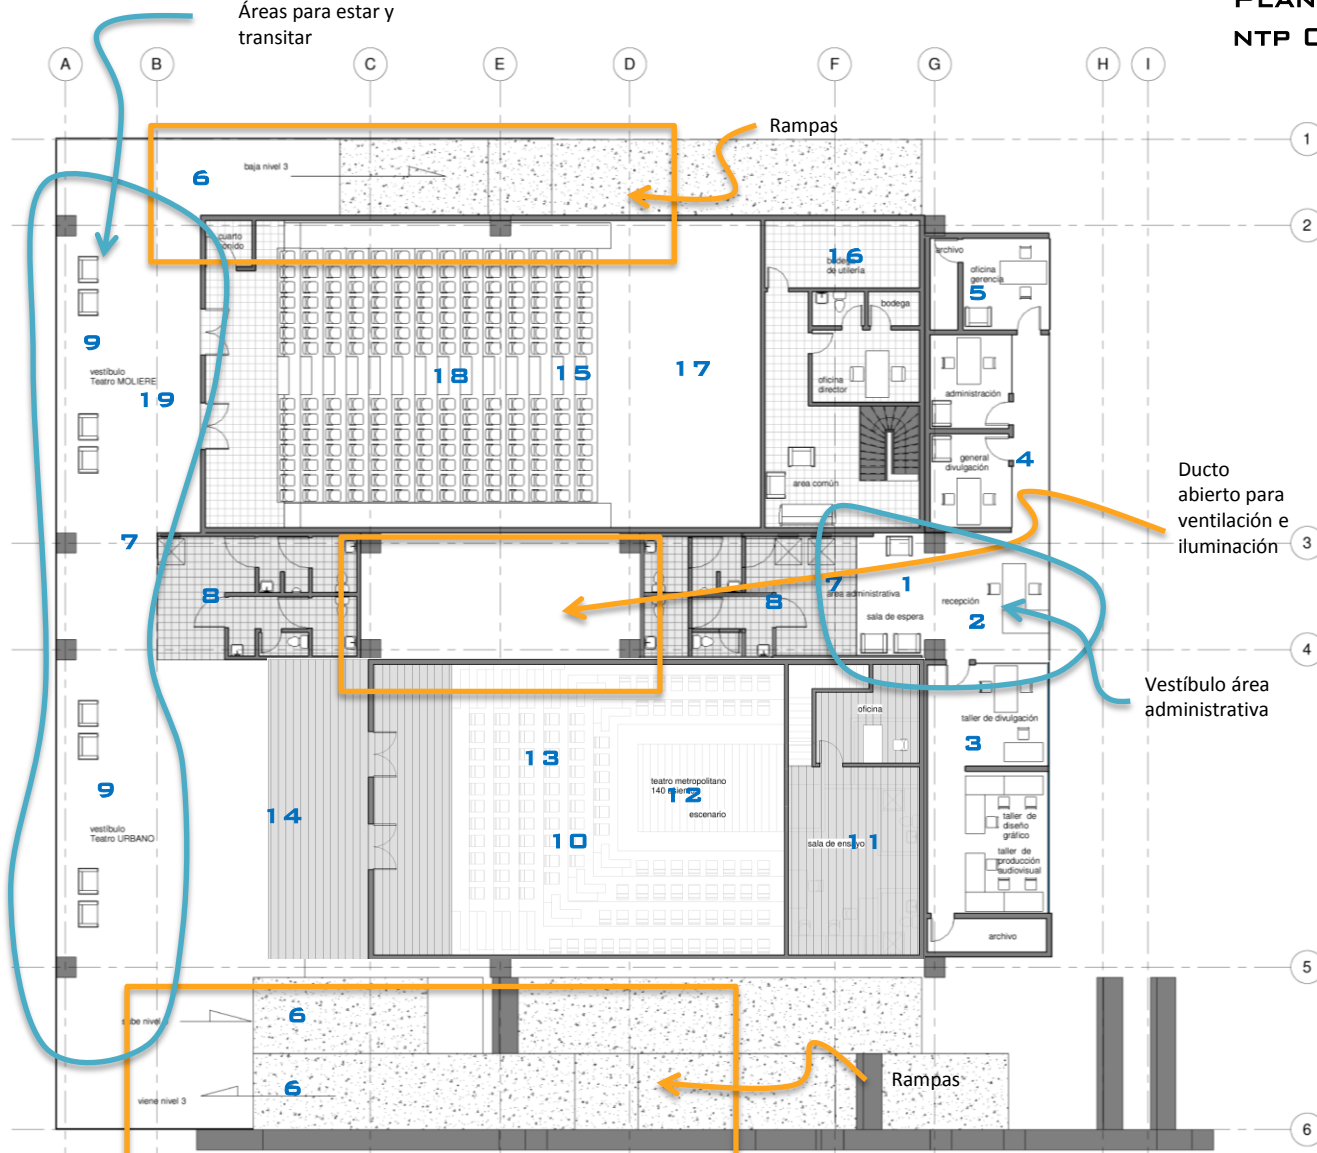 Áreas para estar y
transitar
PLAN
NTP
A
B
C
E
D
F
G
H
I
Rampas
1
baja nivel 3
6
2
cuarto
16
bodega
de utilería
archivo
oficina
gerencia
5
bodega
9
vestíbulo
Teatro MOLIERE
19
18
15
17
oficina
director
administración
general
divulgación
4
area común
Ducto
abierto para
ventilación e
iluminación
7
3
8
8
7
1
area administrativa
sala de espera
recepción
2
4
Vestíbulo área
administrativa
oficina
taller de divulgación
3
13
teatro metropolitano
140 asientos
12
escenario
9
vestíbulo
Teatro URBANO
14
10
sala de ensayo
11
taller de
diseño
gráfico
taller de
producción
audiovisual
archivo
5
sube nivel
6
6
viene nivel 3
Rampas
6